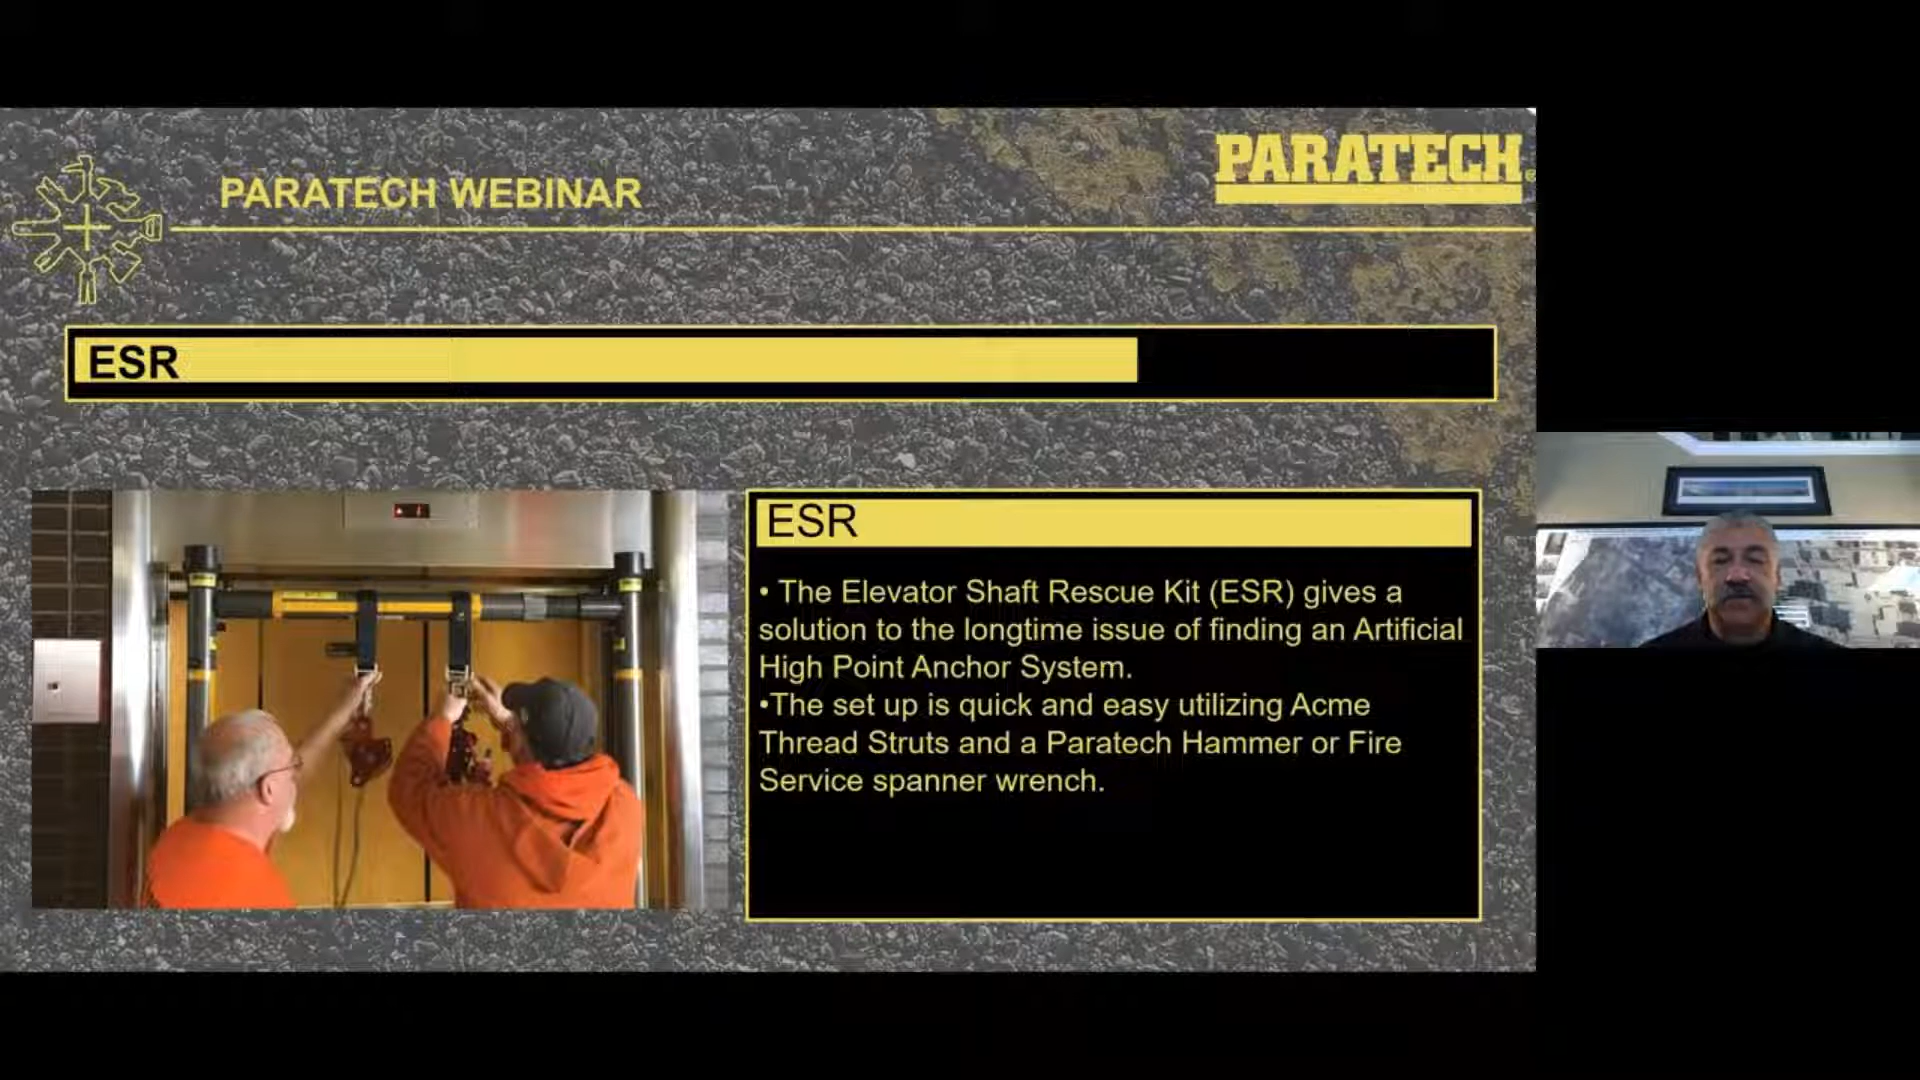 PARATECH WEBINAR
PARATECH®
ESR
ESR
• The Elevator Shaft Rescue Kit (ESR) gives a
solution to the longtime issue of finding an Artificial
High Point Anchor System.
•The set up is quick and easy utilizing Acme
Thread Struts and a Paratech Hammer or Fire
Service spanner wrench.